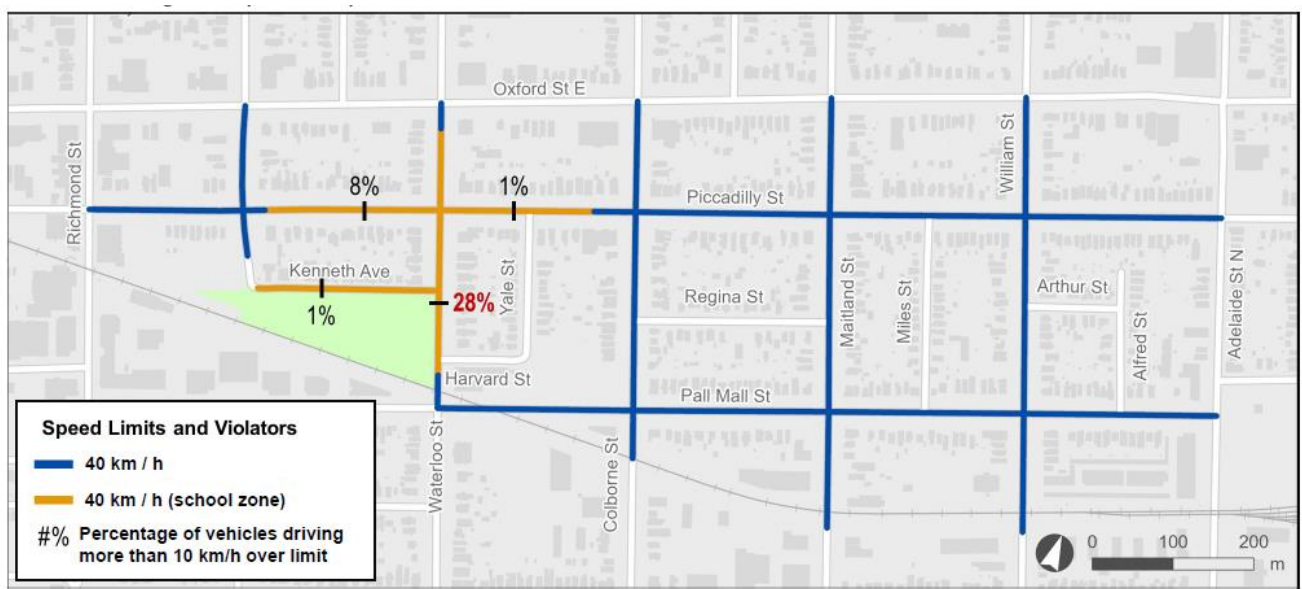 Oxford St E
William St
Richmond St
8%
1%
Piccadilly St
Kenneth Ave
Yale St
Maitland St
Miles St
Arthur St
Adelaide St N
1%
28%
Regina St
Alfred St
Harvard St
Pall Mall St
Waterloo St
Colborne St
Speed Limits and Violators
40 km / h
40 km / h (school zone)
#% Percentage of vehicles driving
more than 10 km/h over limit
0 100 200
m